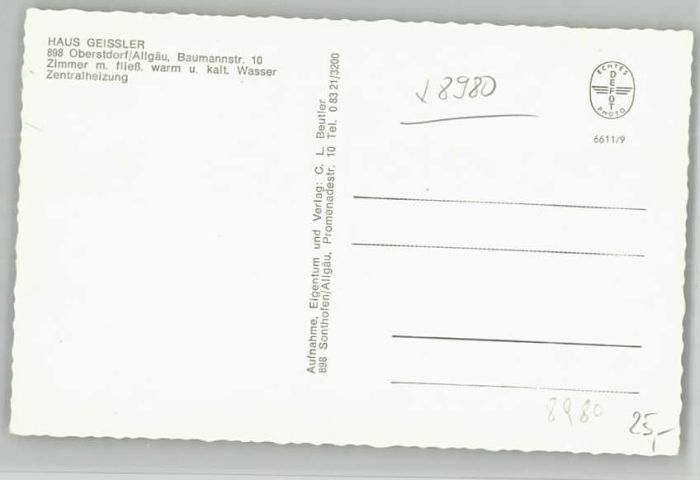 HAUS GEISSLER
898 Oberstdorf/Allgäu, Baumannstr. 10
Zimmer m. fließ. warm u. kalt. Wasser
Zentralheizung
Aufnahme, Eigentum und Verlag: C. L. Beutler
898 Sonthofen/Allgäu, Promenadestr. 10 Tel. 0 83 21/3200
8980
ECHTES
DEFOT
PHOTO
6611/9
8980
25,-